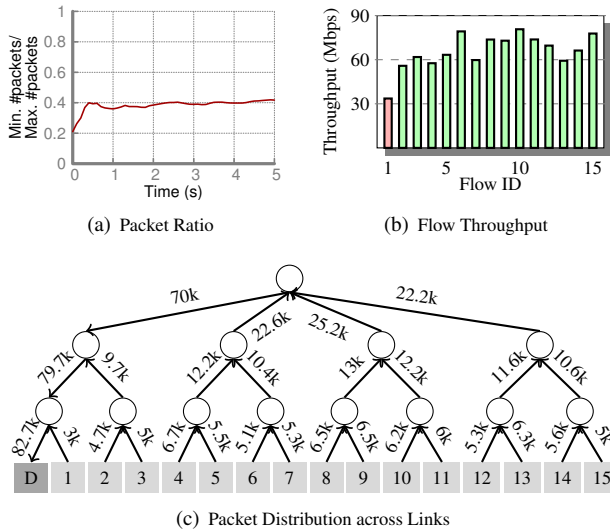 Min. #packets/
Max. #packets
1
0.8
0.6
0.4
0.2
0
0 1 2 3 4 5
Time (s)
(a) Packet Ratio
Throughput (Mbps)
90
60
30
1 5 10 15
Flow ID
(b) Flow Throughput
70k 22.6k 25.2k 22.2k
79.7k 9.7k 12.2k 10.4k 13k 12.2k 11.6k 10.6k
82.7k 3k 4.7k 5k 6.7k 5.5k 5.1k 5.3k 6.5k 6.5k 6.2k 6k 5.3k 6.3k 5.6k 5k
D 1 2 3 4 5 6 7 8 9 10 11 12 13 14 15
(c) Packet Distribution across Links